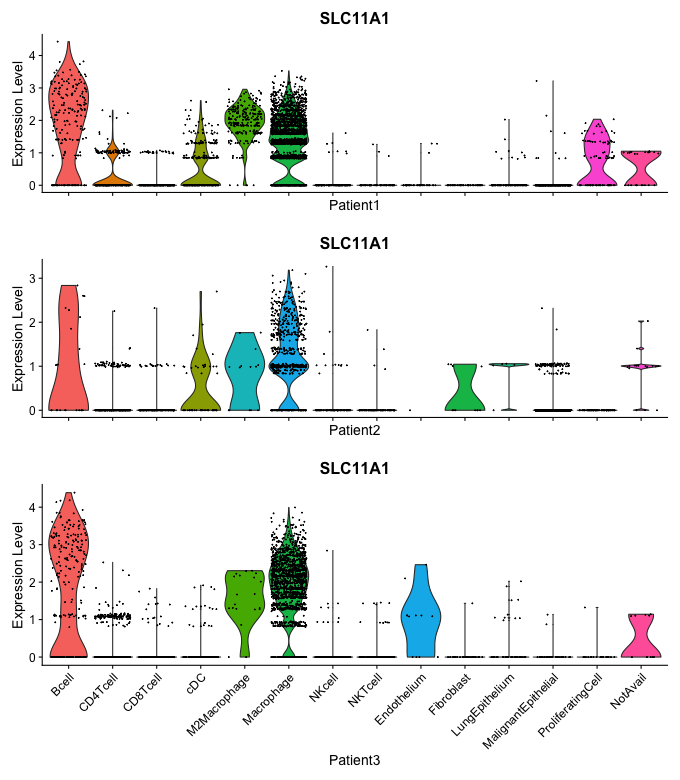 SLC11A1
Expression Level
4
3
2
1
0
Patient1
SLC11A1
Expression Level
3
2
1
0
Patient2
SLC11A1
Expression Level
4
3
2
1
0
Bcell
CD4Tcell
CD8Tcell
cDC
M2Macrophage
Macrophage
NKcell
NKTcell
Endothelium
Fibroblast
LungEpithelium
MalignantEpithelial
ProliferatingCell
NotAvail
Patient3